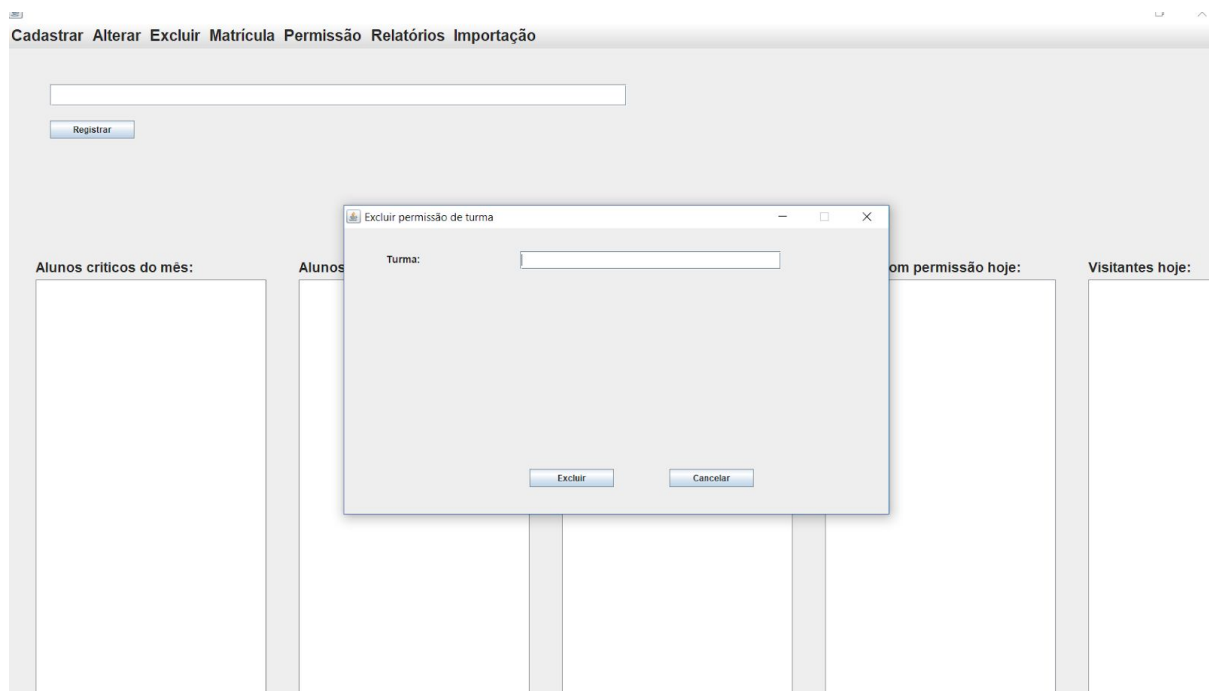 Cadastrar Alterar Excluir Matrícula Permissão Relatórios Importação
Registrar
Excluir permissão de turma
Turma:
Excluir
Cancelar
Alunos criticos do mês:
Alunos
om permissão hoje:
Visitantes hoje: